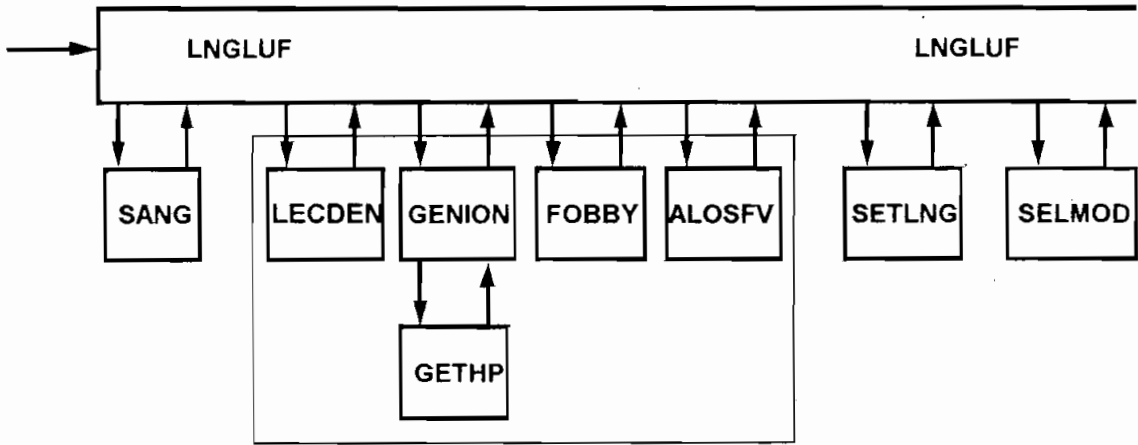 LNGLUF LNGLUF
SANG LECDEN GENION FOBBY ALOSFV SETLNG SELMOD
GETHP